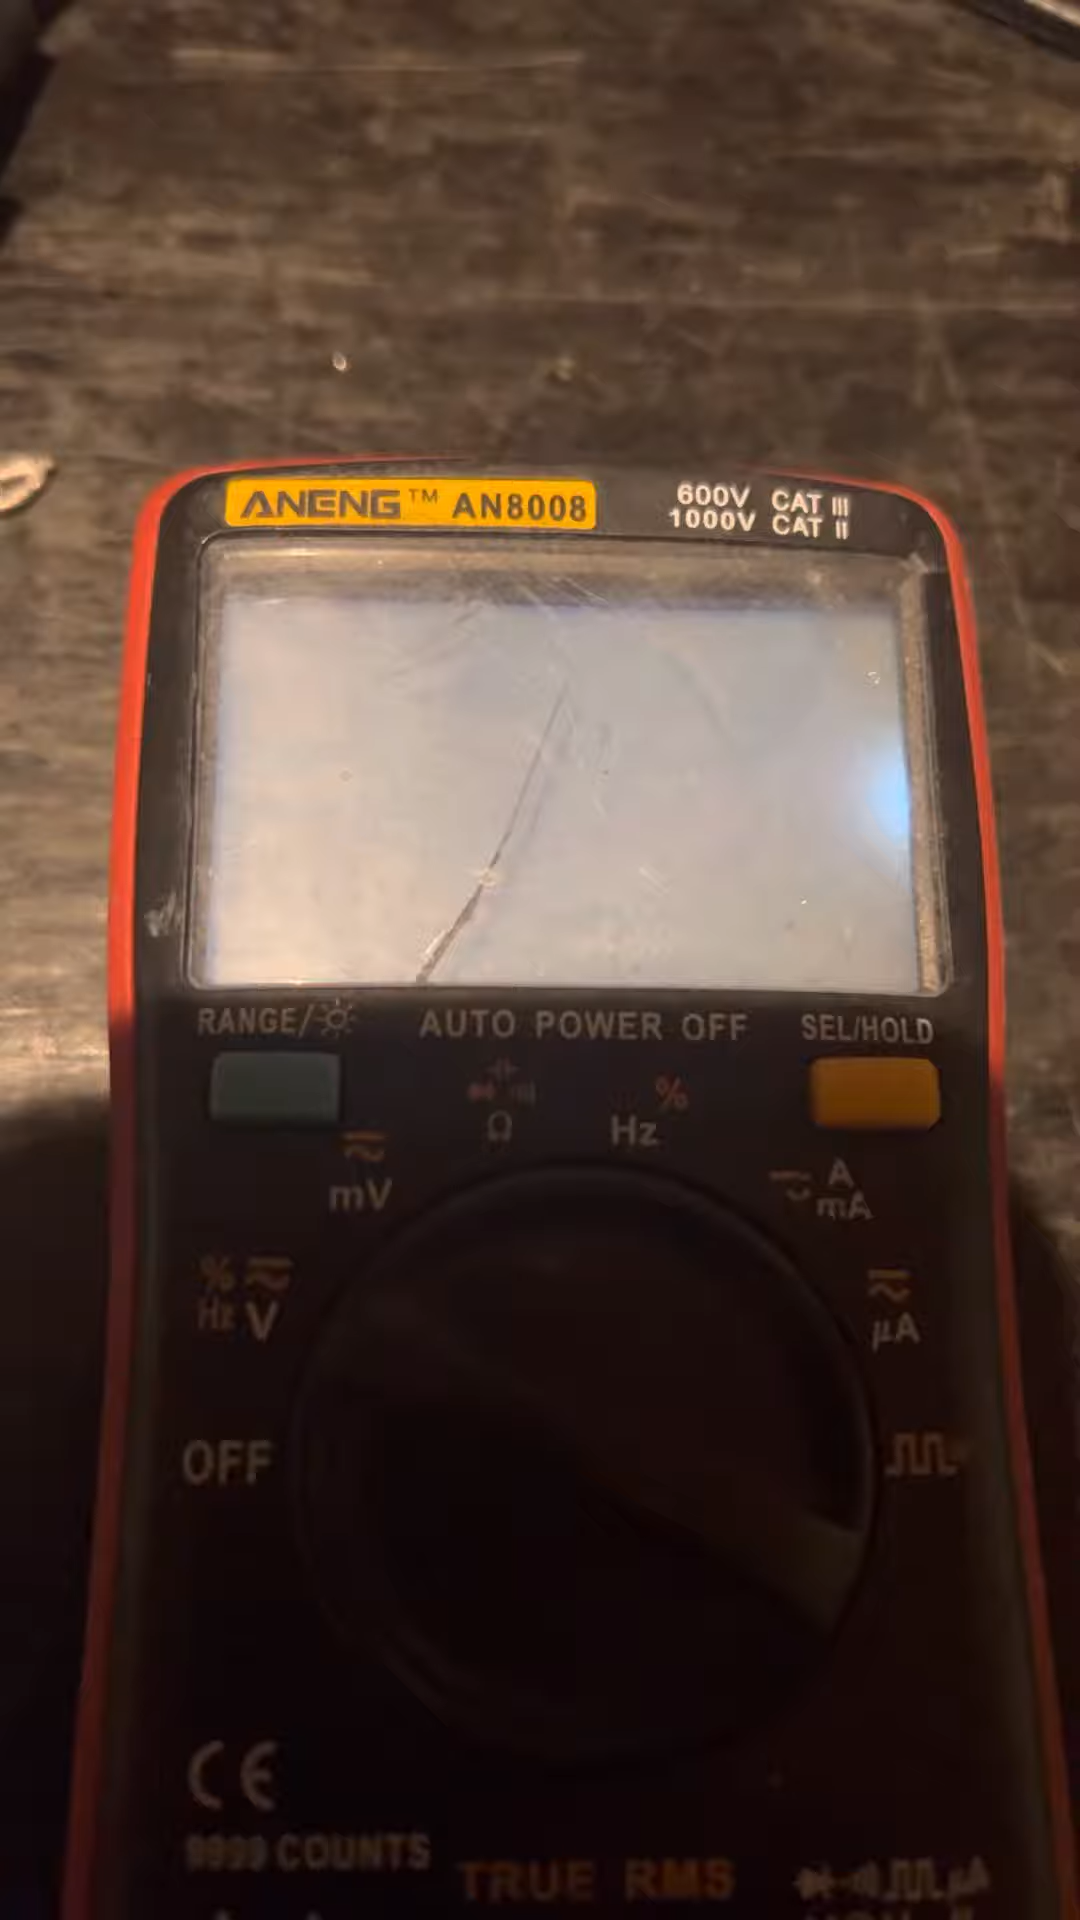 ANENG™ AN8008
600V CAT III
1000V CAT II
RANGE/ AUTO POWER OFF SEL/HOLD
%
Ω Hz
mV
A
mA
%
Hz V
µA
OFF
CE
9999 COUNTS
TRUE RMS
µA